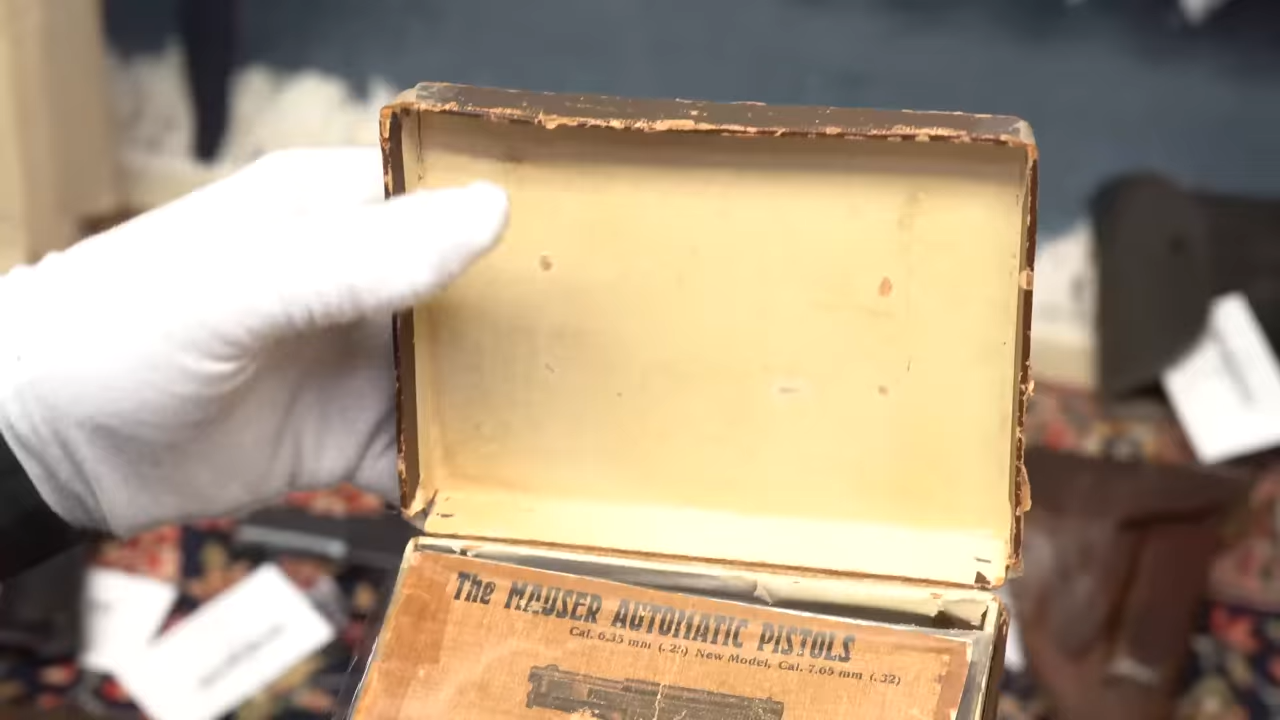 The MAUSER AUTOMATIC PISTOLS
Cal. 6.35 mm (.25) New Model, Cal. 7.65 mm (.32)